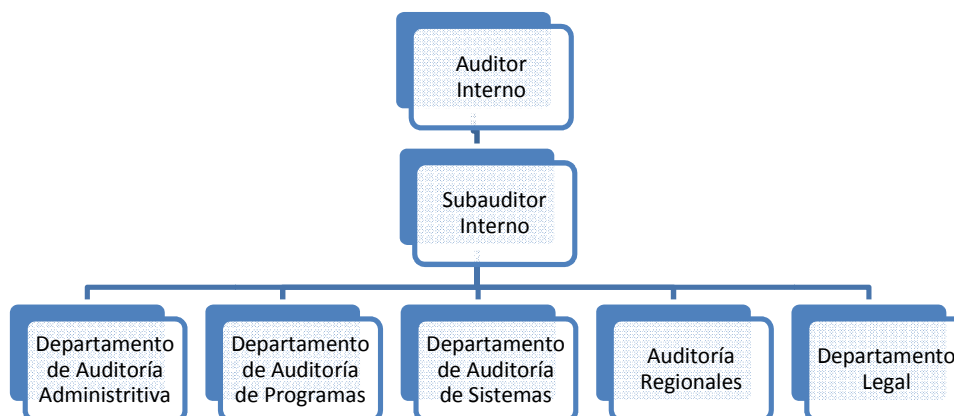 Auditor
Interno
Subauditor
Interno
Departamento
de Auditoría
Administritiva
Departamento
de Auditoría
de Programas
Departamento
de Auditoría
de Sistemas
Auditoría
Regionales
Departamento
Legal